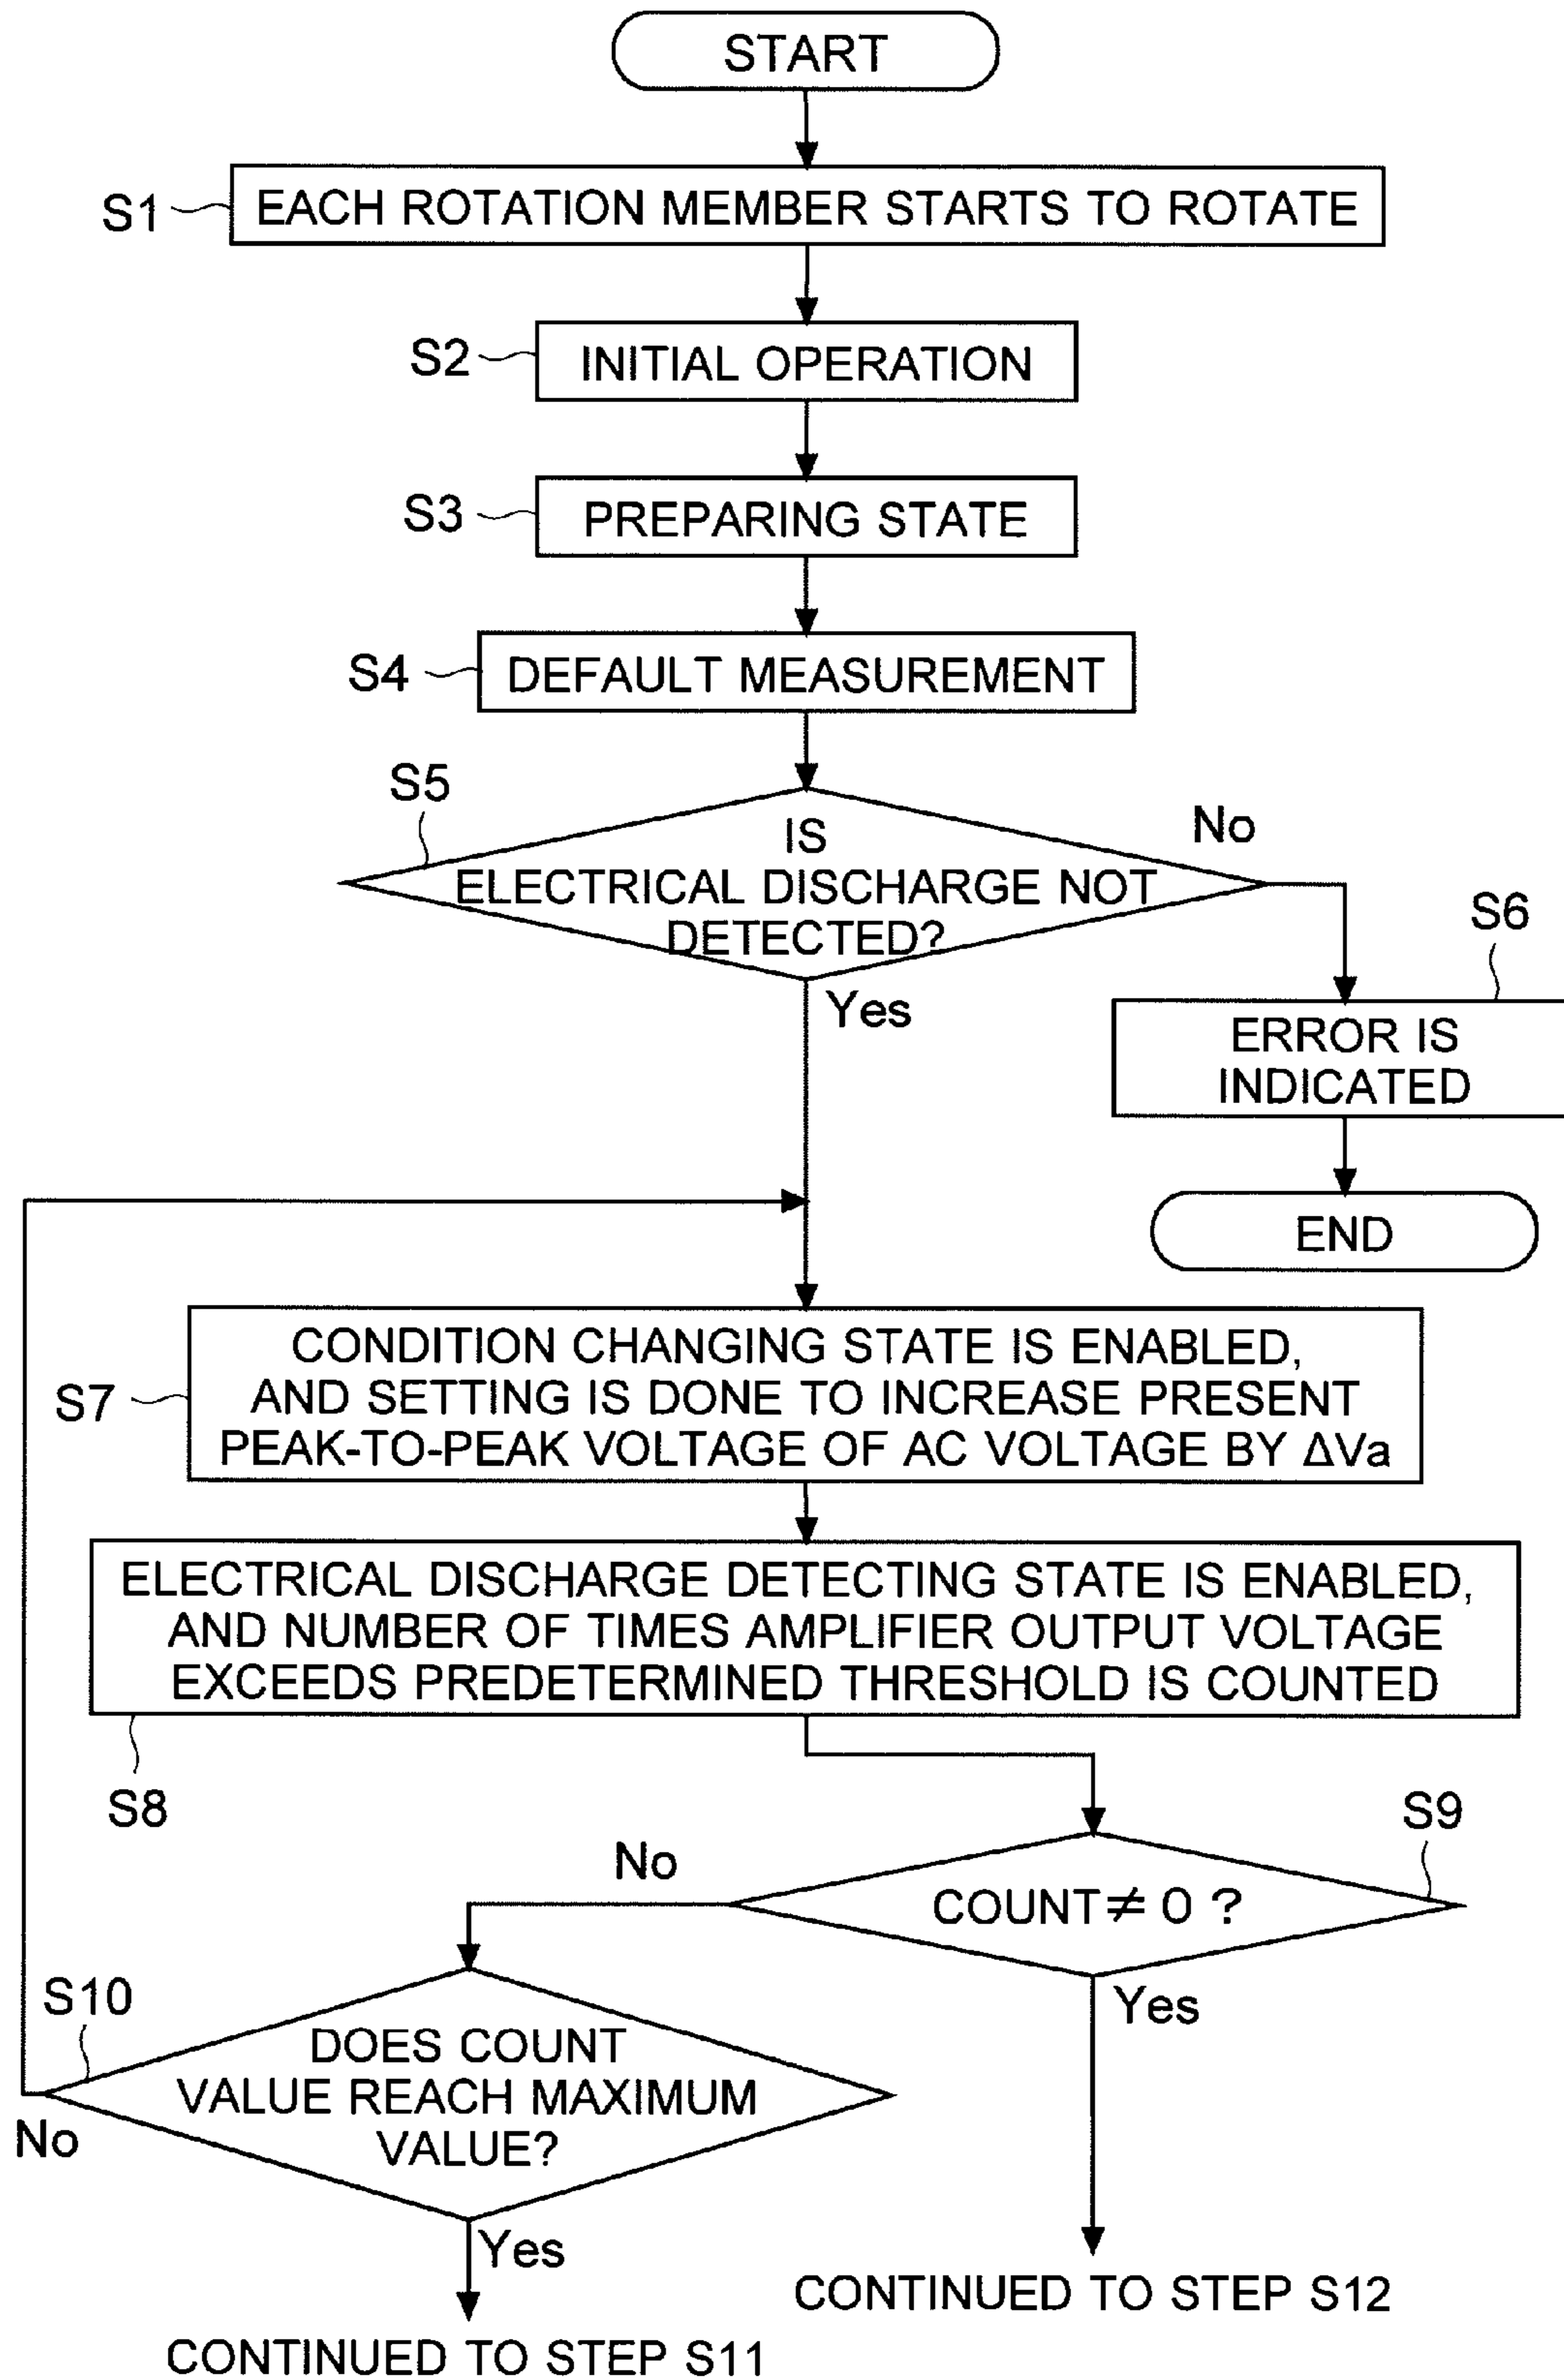 START
S1
EACH ROTATION MEMBER STARTS TO ROTATE
S2
INITIAL OPERATION
S3
PREPARING STATE
S4
DEFAULT MEASUREMENT
S5
IS
ELECTRICAL DISCHARGE NOT
DETECTED?
No
Yes
S6
ERROR IS
INDICATED
END
S7
CONDITION CHANGING STATE IS ENABLED,
AND SETTING IS DONE TO INCREASE PRESENT
PEAK-TO-PEAK VOLTAGE OF AC VOLTAGE BY ΔVa
ELECTRICAL DISCHARGE DETECTING STATE IS ENABLED,
AND NUMBER OF TIMES AMPLIFIER OUTPUT VOLTAGE
EXCEEDS PREDETERMINED THRESHOLD IS COUNTED
S8
S9
COUNT≠ 0 ?
No
Yes
S10
DOES COUNT
VALUE REACH MAXIMUM
VALUE?
No
Yes
CONTINUED TO STEP S12
CONTINUED TO STEP S11